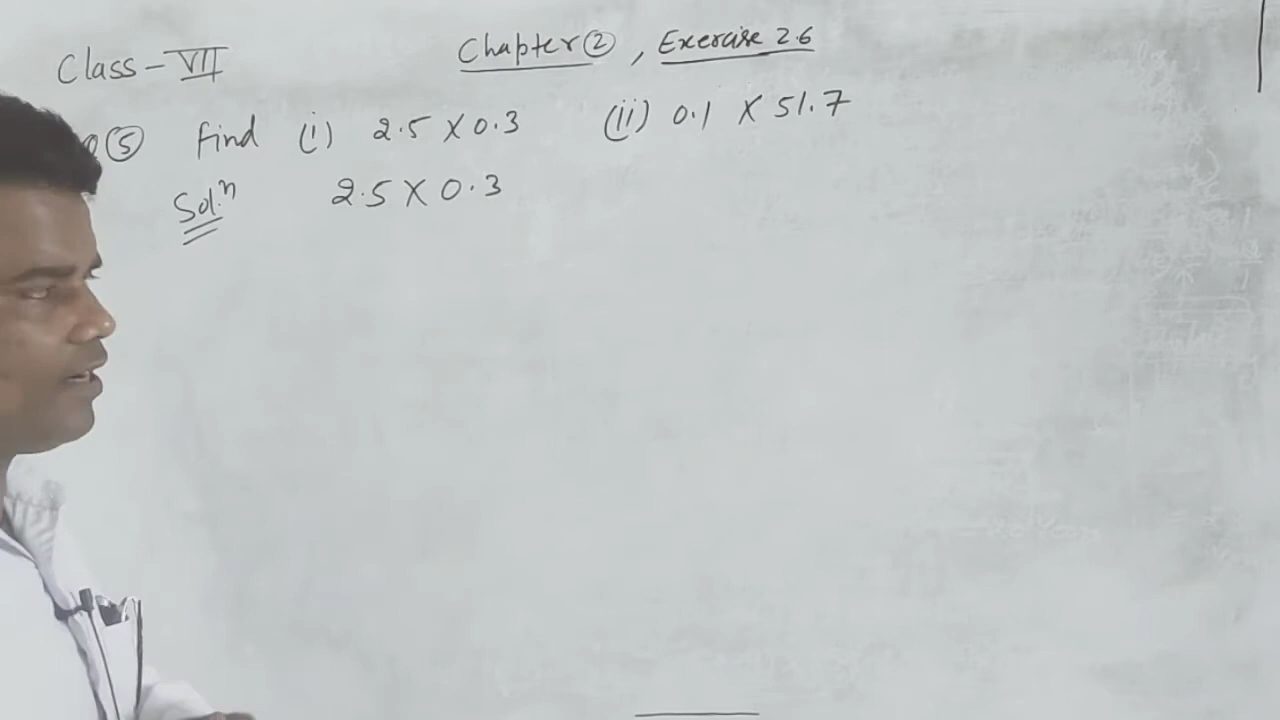 Class - VII
Chapter ② , Exercise 2.6
Q ⑤ Find (i) 2.5 × 0.3 (ii) 0.1 × 51.7
Sol.ⁿ 2.5 × 0.3